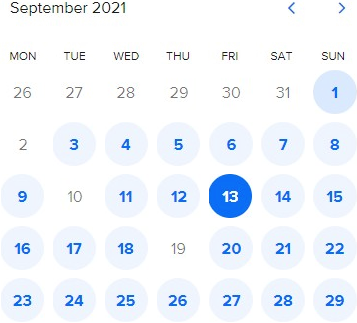 September 2021
MON TUE WED THU FRI SAT SUN
26 27 28 29 30 31 1
2 3 4 5 6 7 8
9 10 11 12 13 14 15
16 17 18 19 20 21 22
23 24 25 26 27 28 29